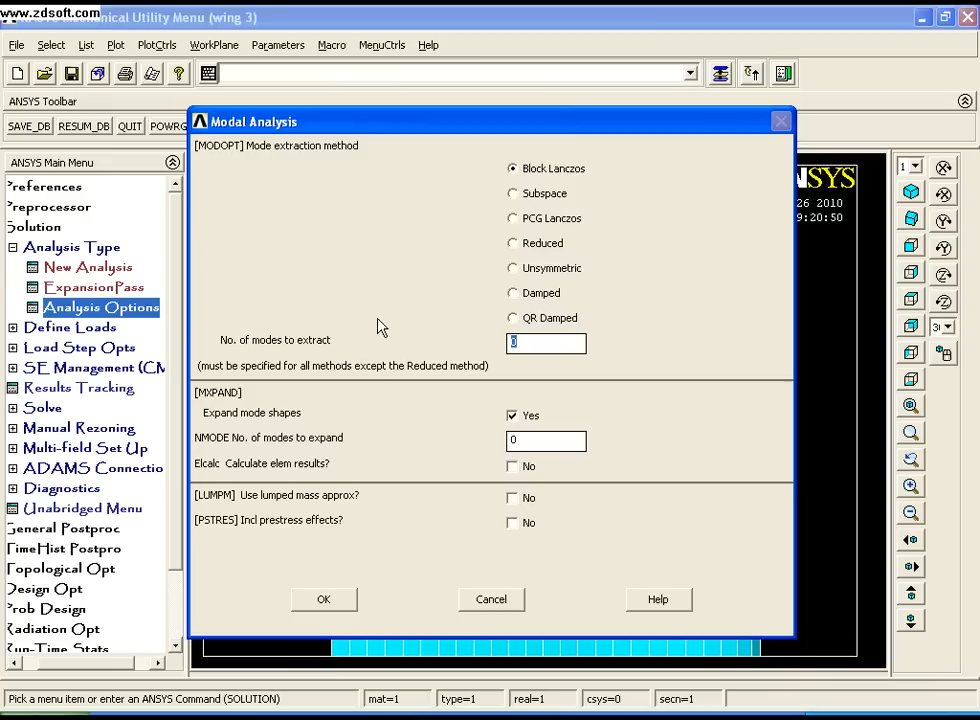 www.zdsoft.com
Mechanical Utility Menu (wing 3)
File Select List Plot PlotCtrls WorkPlane Parameters Macro MenuCtrls Help
ANSYS Toolbar
SAVE_DB RESUM_DB QUIT POWRG
ANSYS Main Menu
references
reprocessor
Solution
Analysis Type
New Analysis
ExpansionPass
Analysis Options
Define Loads
Load Step Opts
SE Management (CM
Results Tracking
Solve
Manual Rezoning
Multi-field Set Up
ADAMS Connectio
Diagnostics
Unabridged Menu
General Postproc
TimeHist Postpro
Topological Opt
Design Opt
rob Design
Radiation Opt
Run-Time Stats
Modal Analysis
[MODOPT] Mode extraction method
Block Lanczos
Subspace
PCG Lanczos
Reduced
Unsymmetric
Damped
QR Damped
No. of modes to extract 0
(must be specified for all methods except the Reduced method)
[MXPAND]
Expand mode shapes Yes
NMODE No. of modes to expand 0
Elcalc Calculate elem results? No
[LUMPM] Use lumped mass approx? No
[PSTRES] Incl prestress effects? No
OK Cancel Help
NSYS
26 2010
9:20:50
1
3
Pick a menu item or enter an ANSYS Command (SOLUTION) mat=1 type=1 real=1 csys=0 secn=1